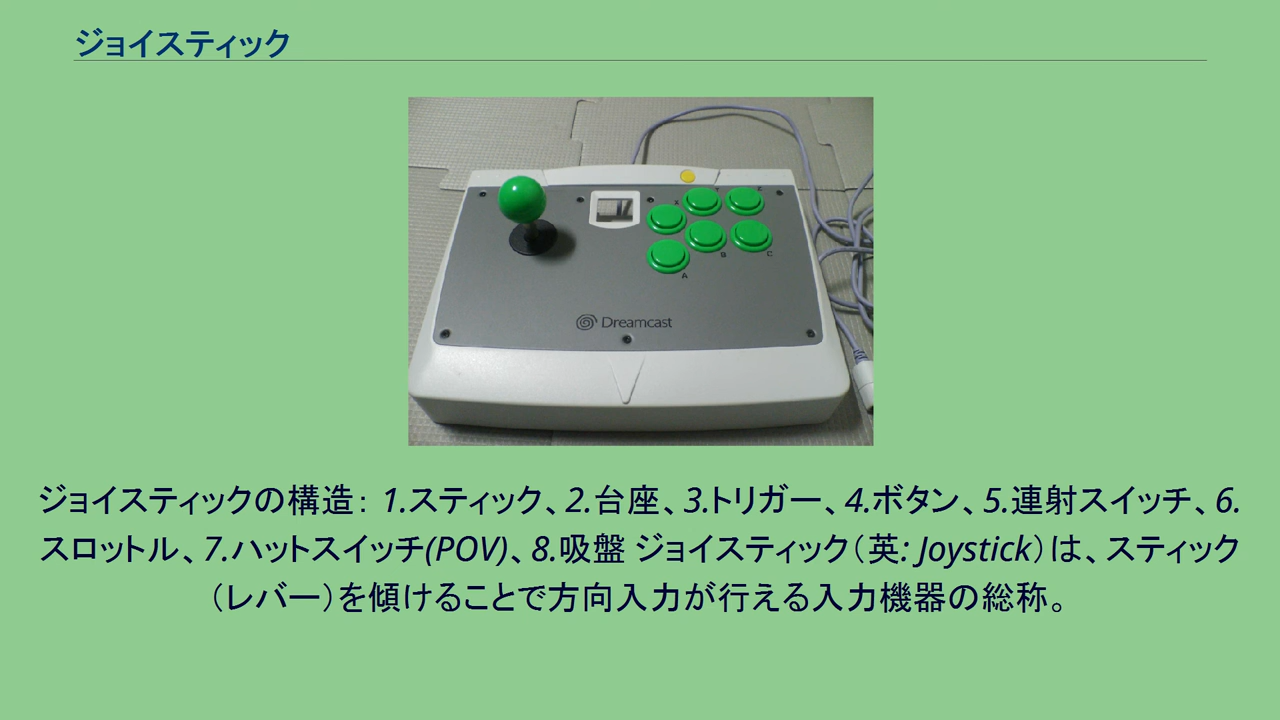 ジョイスティック
X
Y
Z
A
B
C
Dreamcast
ジョイスティックの構造： 1.スティック、2.台座、3.トリガー、4.ボタン、5.連射スイッチ、6.
スロットル、7.ハットスイッチ(POV)、8.吸盤 ジョイスティック（英: Joystick）は、スティック
（レバー）を傾けることで方向入力が行える入力機器の総称。